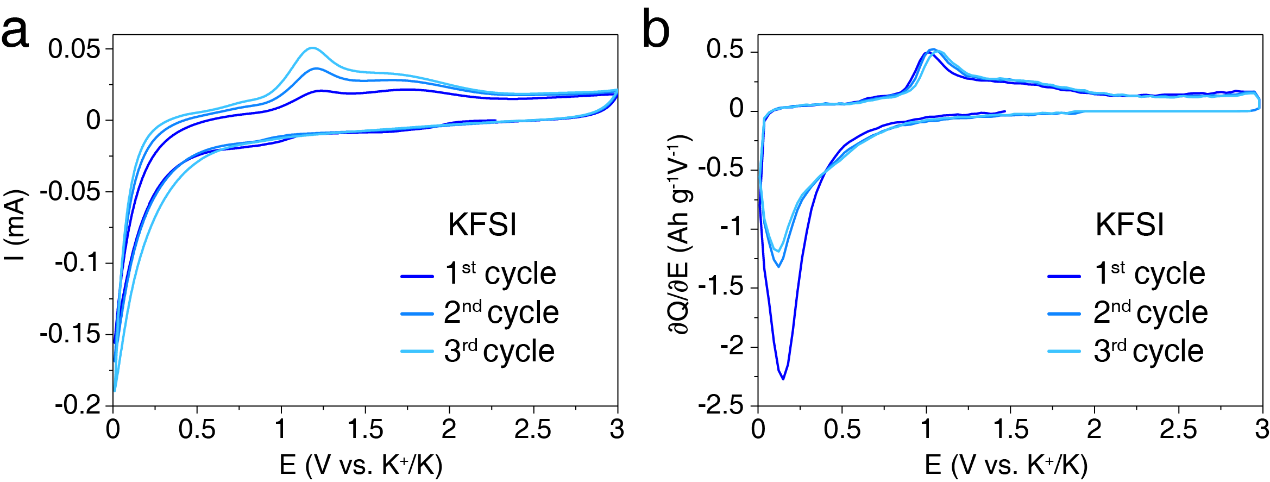 a
0.05
0
-0.05
-0.1
-0.15
-0.2
I (mA)
KFSI
1st cycle
2nd cycle
3rd cycle
0 0.5 1 1.5 2 2.5 3
E (V vs. K+/K)
b
0.5
0
-0.5
-1
-1.5
-2
-2.5
∂Q/∂E (Ah g-1V-1)
KFSI
1st cycle
2nd cycle
3rd cycle
0 0.5 1 1.5 2 2.5 3
E (V vs. K+/K)